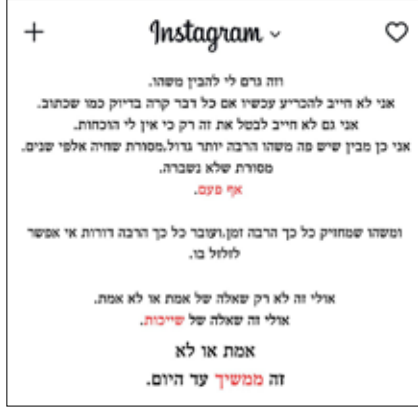 Instagram
וזה גרם לי להבין משהו.
אני לא חייב להכריע עכשיו אם כל דבר קרה בדיוק כמו שכתוב.
אני גם לא חייב לבטל את זה רק כי אין לי הוכחות.
אני כן מבין שיש פה משהו הרבה יותר גדול,מסורת שחיה אלפי שנים.
מסורת שלא נשברה.
אף פעם.
ומשהו שמחזיק כל כך הרבה זמן,ועובר כל כך הרבה דורות אי אפשר
לזלזל בו.
אולי זה לא רק שאלה של אמת או לא אמת.
אולי זה שאלה של שייכות.
אמת או לא
זה ממשיך עד היום.